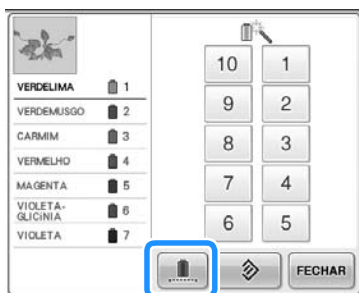 10 1
VERDELIMA 1
VERDEMUSGO 2
9 2
CARMIM 3
8 3
VERMELHO 4
MAGENTA 5
7 4
VIOLETA-
GLICÍNIA 6
VIOLETA 7
6 5
FECHAR